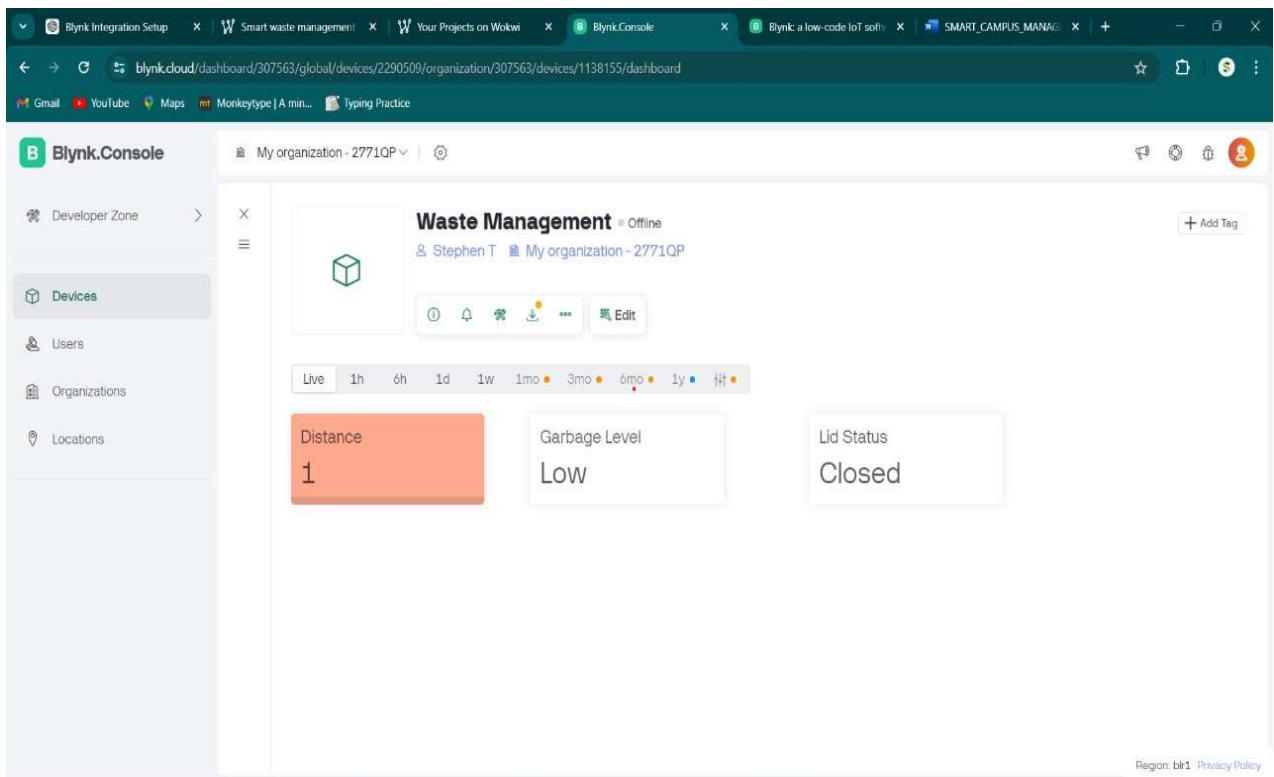 Blynk Integration Setup
Smart waste management
Your Projects on Wokwi
Blynk.Console
Blynk: a low-code IoT softw
SMART_CAMPUS_MANAG
blynk.cloud/dashboard/307563/global/devices/2290509/organization/307563/devices/1138155/dashboard
S
Gmail
YouTube
Maps
mt
Monkeytype | A min...
Typing Practice
B
Blynk.Console
My organization - 2771QP
Developer Zone
Devices
Users
Organizations
Locations
Waste Management
Offline
Stephen T
My organization - 2771QP
+ Add Tag
Edit
Live 1h 6h 1d 1w 1mo 3mo 6mo 1y
Distance
1
Garbage Level
Low
Lid Status
Closed
Region: blr1 Privacy Policy